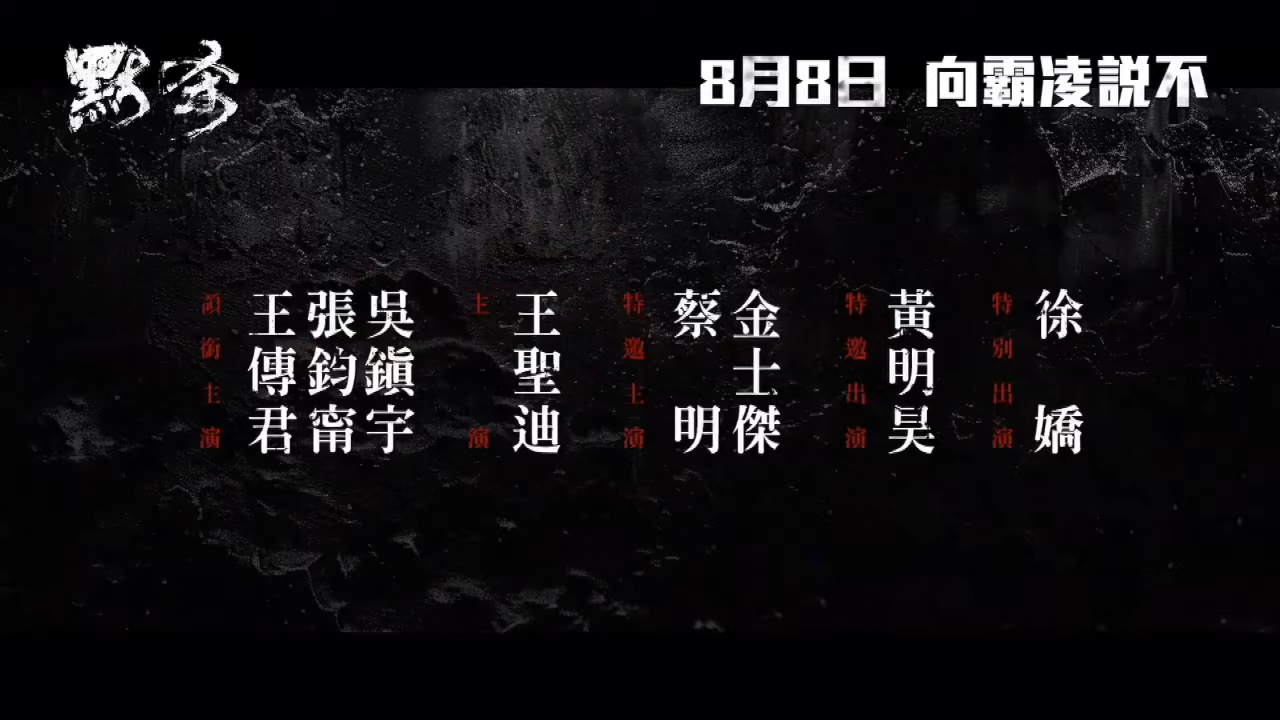 默殺
8月8日 向霸凌説不
領銜主演
王傳君
張鈞甯
吳鎮宇
主演
王聖迪
特邀主演
蔡明
金士傑
特邀出演
黃明昊
特別出演
徐嬌